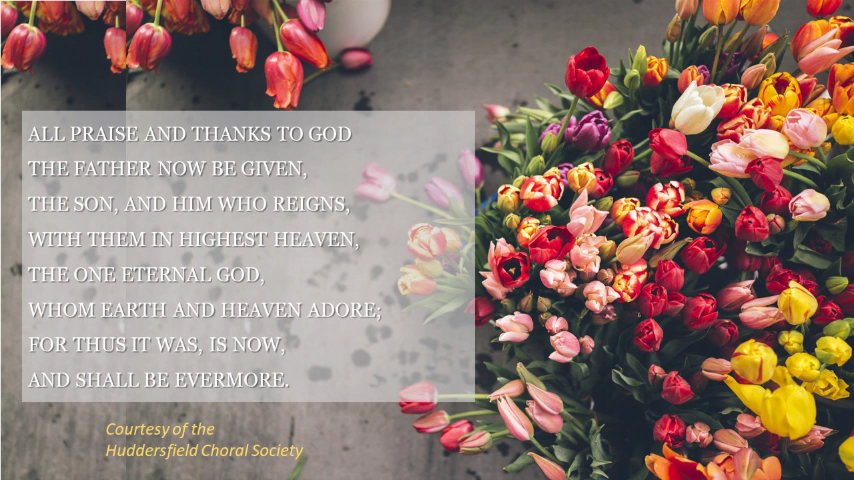 ALL PRAISE AND THANKS TO GOD
THE FATHER NOW BE GIVEN,
THE SON, AND HIM WHO REIGNS,
WITH THEM IN HIGHEST HEAVEN,
THE ONE ETERNAL GOD,
WHOM EARTH AND HEAVEN ADORE;
FOR THUS IT WAS, IS NOW,
AND SHALL BE EVERMORE.
Courtesy of the
Huddersfield Choral Society